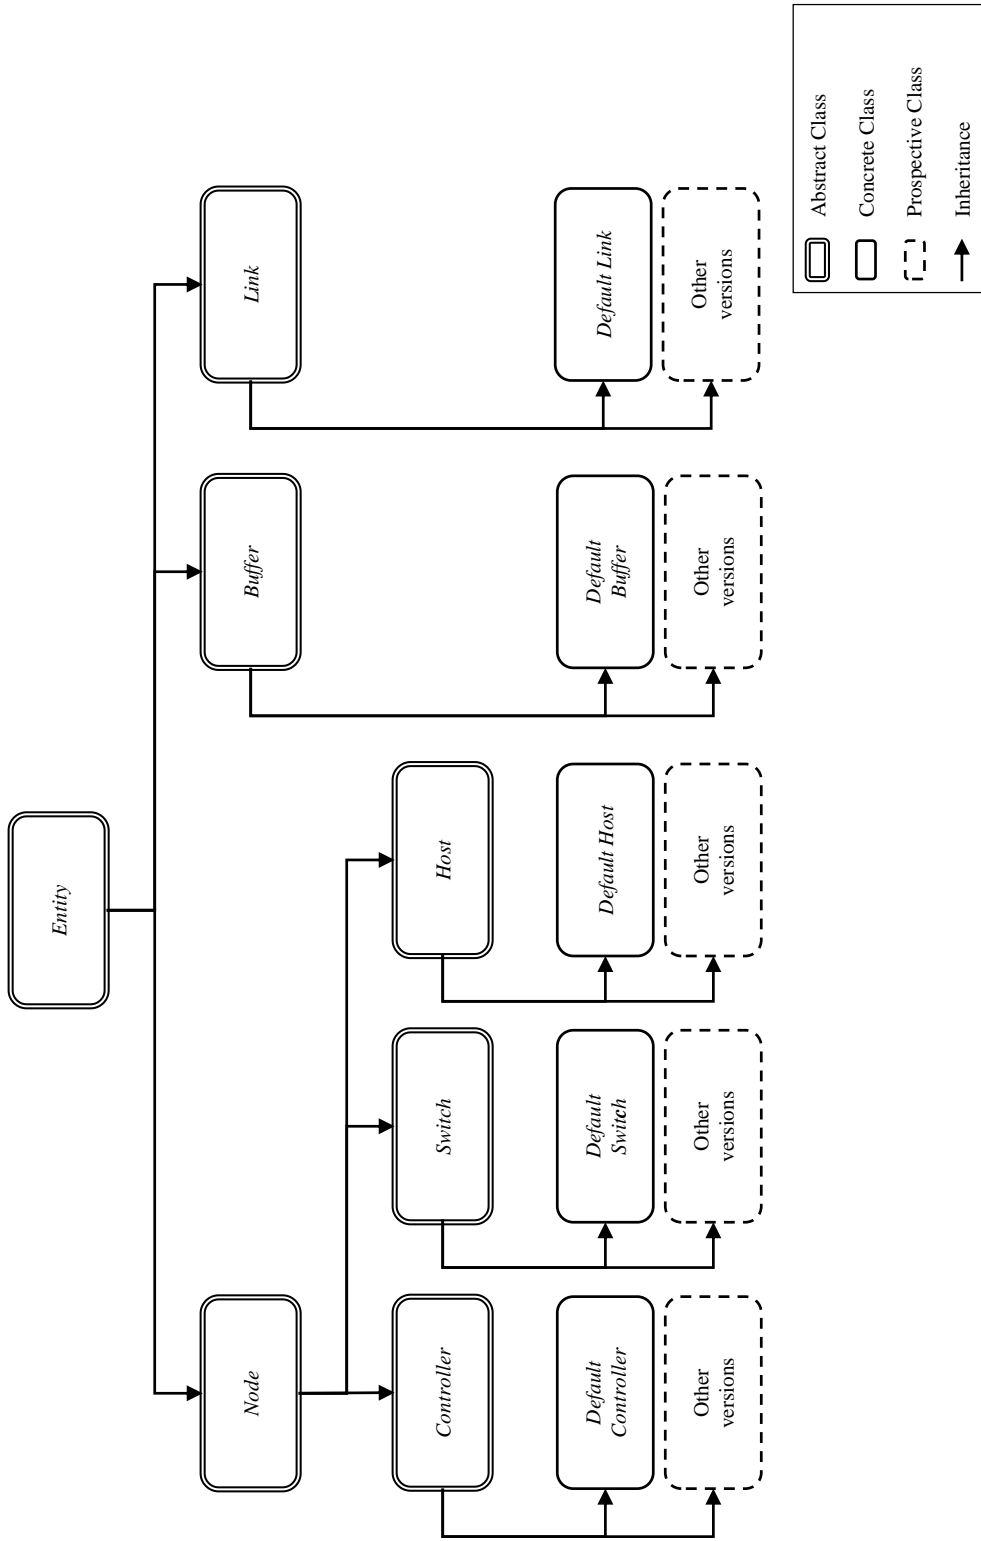 Entity
Node
Buffer
Link
Controller
Switch
Host
Default
Controller
Default
Switch
Default Host
Default
Buffer
Default Link
Other
versions
Other
versions
Other
versions
Other
versions
Other
versions
Abstract Class
Concrete Class
Prospective Class
Inheritance